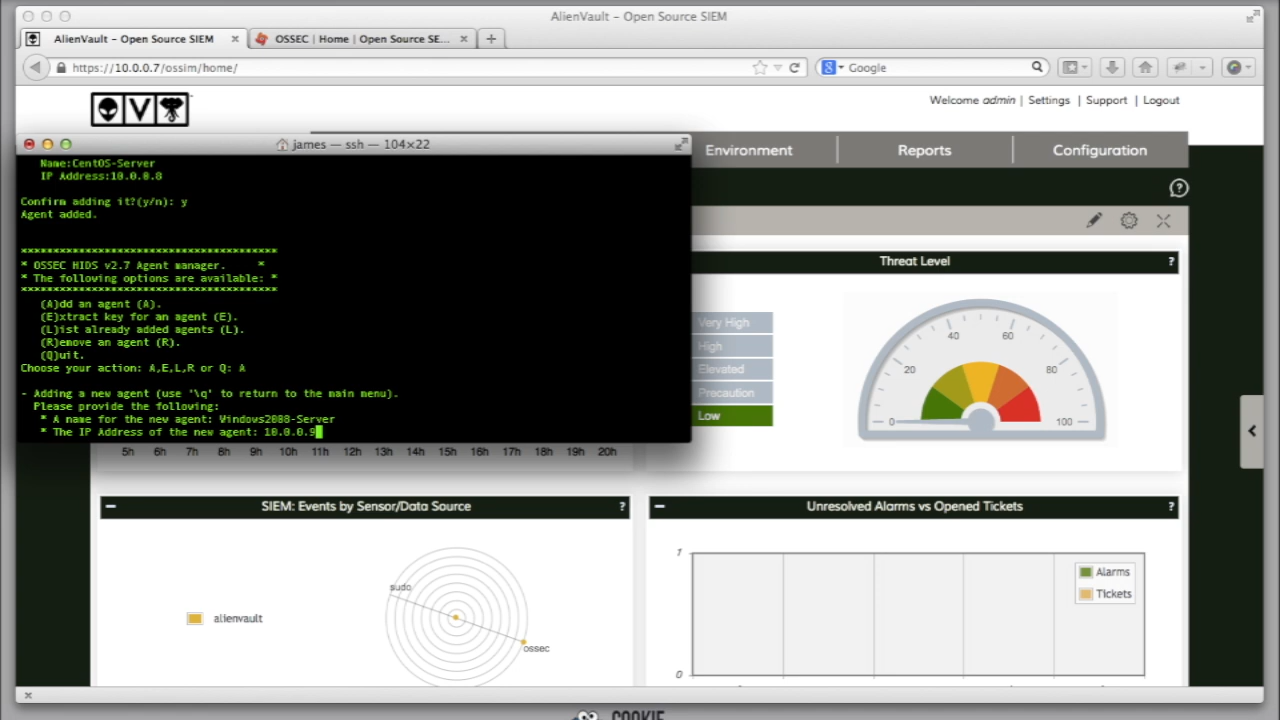 AlienVault - Open Source SIEM
AlienVault - Open Source SIEM
OSSEC | Home | Open Source SE...
https://10.0.0.7/ossim/home/
Google
Welcome admin | Settings | Support | Logout
V
james — ssh — 104×22
Environment
Reports
Configuration
Name:CentOS-Server
IP Address:10.0.0.8
Confirm adding it?(y/n): y
Agent added.
****************************************
* OSSEC HIDS v2.7 Agent manager.     *
* The following options are available: *
****************************************
(A)dd an agent (A).
(E)xtract key for an agent (E).
(L)ist already added agents (L).
(R)emove an agent (R).
(Q)uit.
Choose your action: A,E,L,R or Q: A
- Adding a new agent (use '\q' to return to the main menu).
Please provide the following:
* A name for the new agent: Windows2008-Server
* The IP Address of the new agent: 10.0.0.9
Threat Level
?
Very High
High
Elevated
Precaution
Low
0
20
40
60
80
100
5h 6h 7h 8h 9h 10h 11h 12h 13h 14h 15h 16h 17h 18h 19h 20h
SIEM: Events by Sensor/Data Source
?
alienvault
sudo
ossec
Unresolved Alarms vs Opened Tickets
?
1
0
Alarms
Tickets
COOKIE